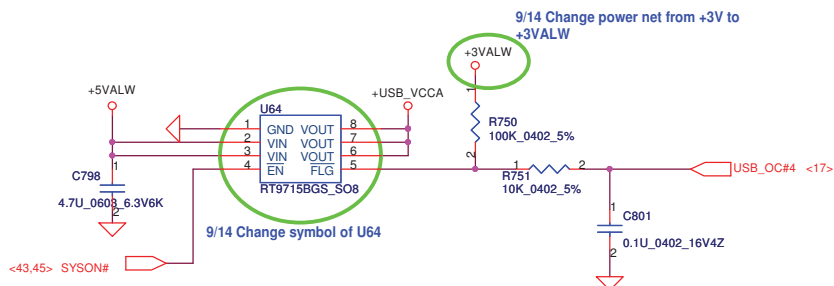 9/14 Change power net from +3V to
+3VALW
+3VALW
+5VALW
+USB_VCCA
U64
1 GND VOUT 8
2 VIN VOUT 7
3 VIN VOUT 6
4 EN FLG 5
RT9715BGS_SO8
1
R750
100K_0402_5%
2
1 2
R751
10K_0402_5%
USB_OC#4 <17>
1
C798
4.7U_0603_6.3V6K
2
9/14 Change symbol of U64
1
C801
0.1U_0402_16V4Z
2
<43,45> SYSON#